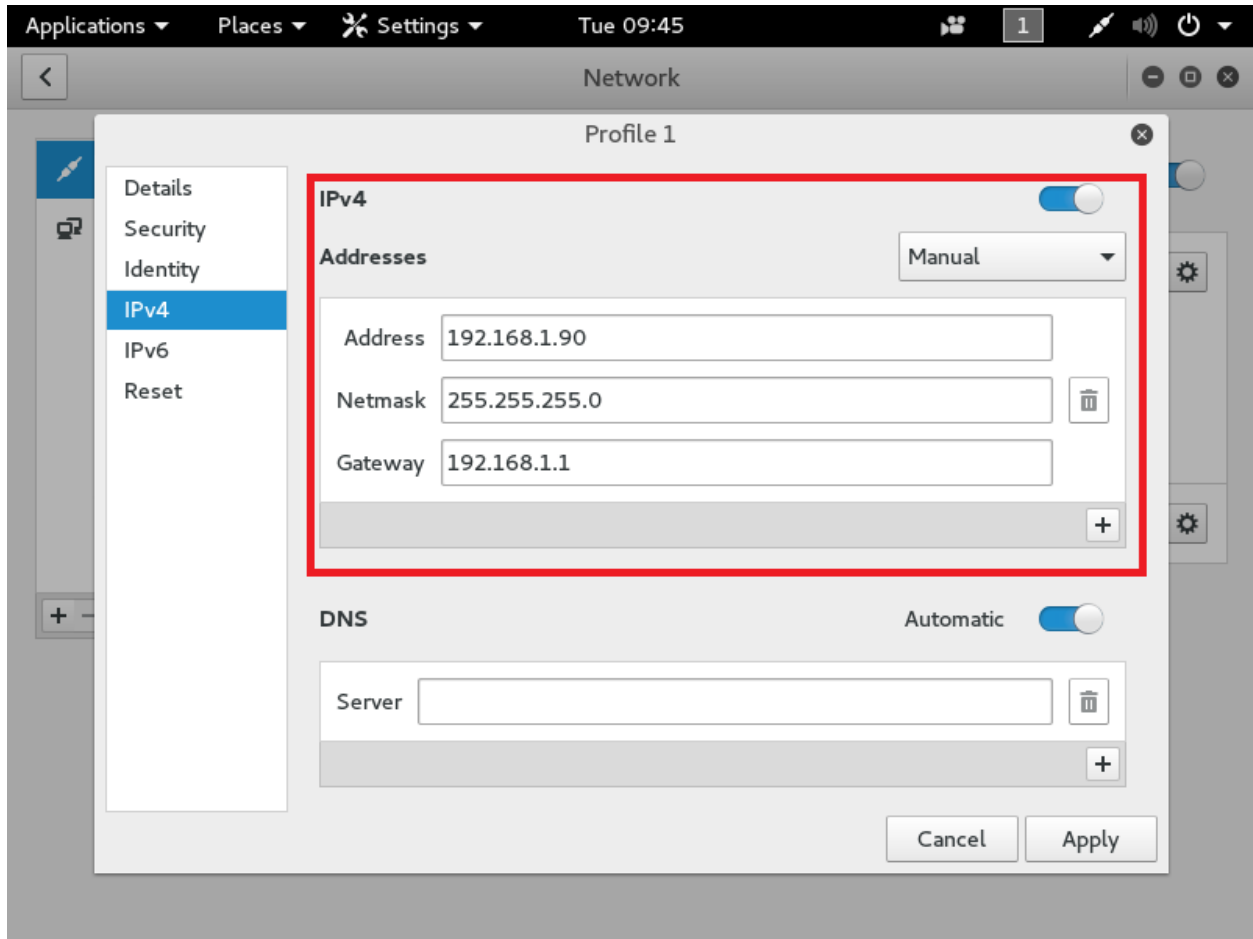 Applications Places Settings Tue 09:45 1
Network
Profile 1
Details
Security
Identity
IPv4
IPv6
Reset
IPv4
Addresses Manual
Address 192.168.1.90
Netmask 255.255.255.0
Gateway 192.168.1.1
DNS Automatic
Server
Cancel Apply